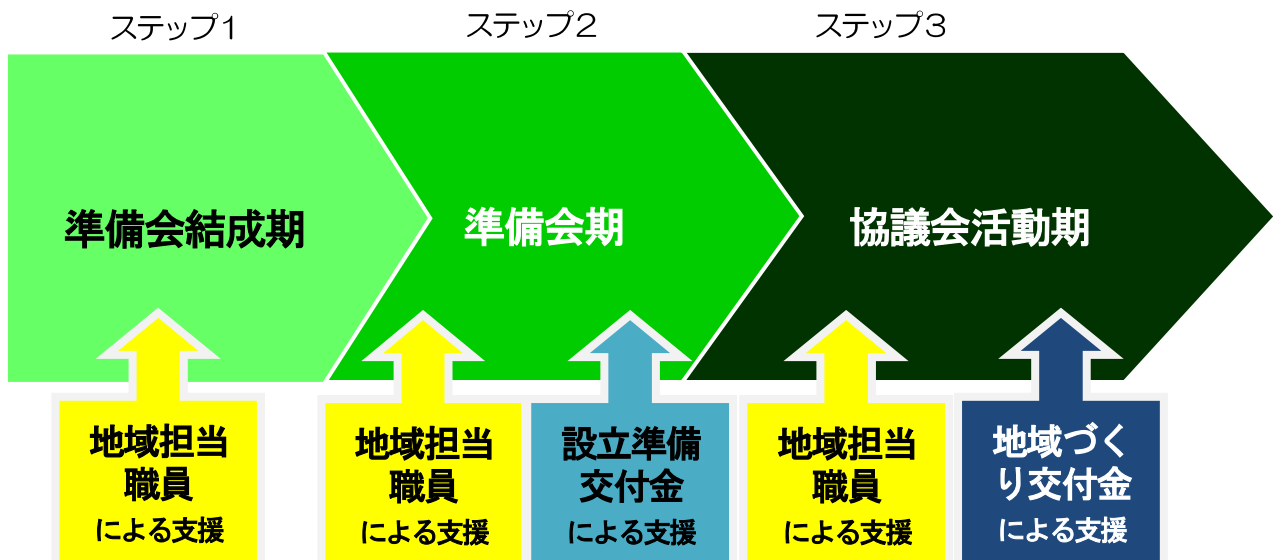 ステップ1
ステップ2
ステップ3
準備会結成期
準備会期
協議会活動期
地域担当
職員
による支援
地域担当
職員
による支援
設立準備
交付金
による支援
地域担当
職員
による支援
地域づく
り交付金
による支援